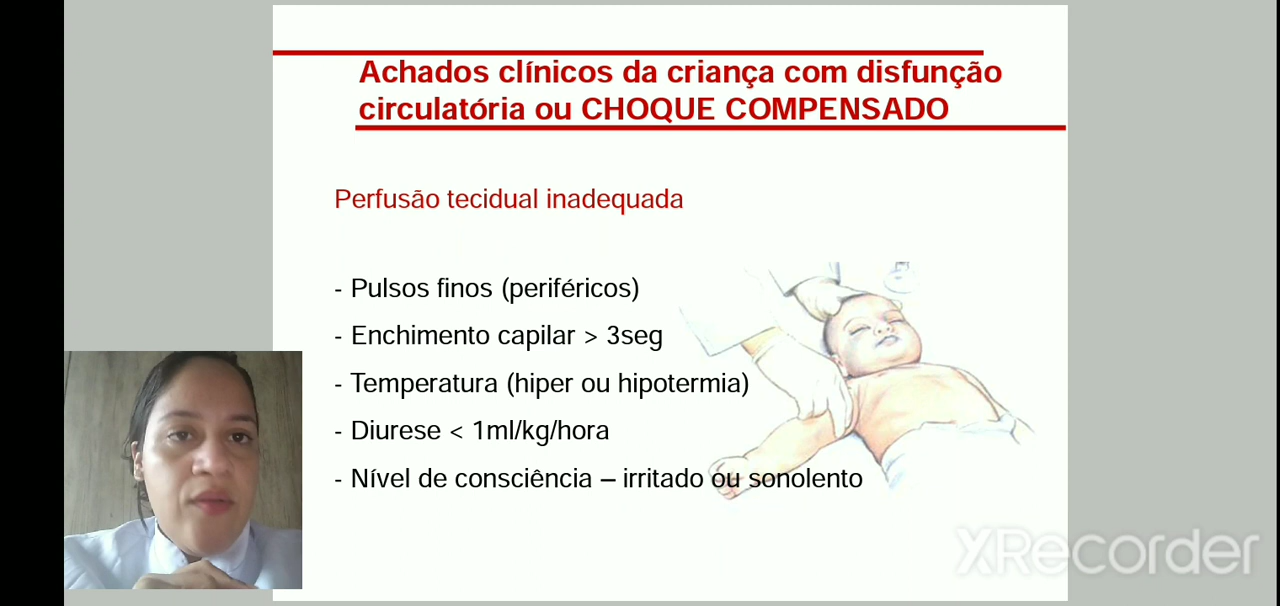 Achados clínicos da criança com disfunção
circulatória ou CHOQUE COMPENSADO
Perfusão tecidual inadequada
- Pulsos finos (periféricos)
- Enchimento capilar > 3seg
- Temperatura (hiper ou hipotermia)
- Diurese < 1ml/kg/hora
- Nível de consciência – irritado ou sonolento
XRecorder